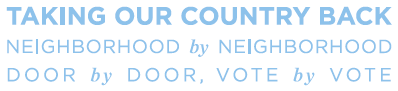 TAKING OUR COUNTRY BACK
NEIGHBORHOOD by NEIGHBORHOOD
DOOR by DOOR, VOTE by VOTE